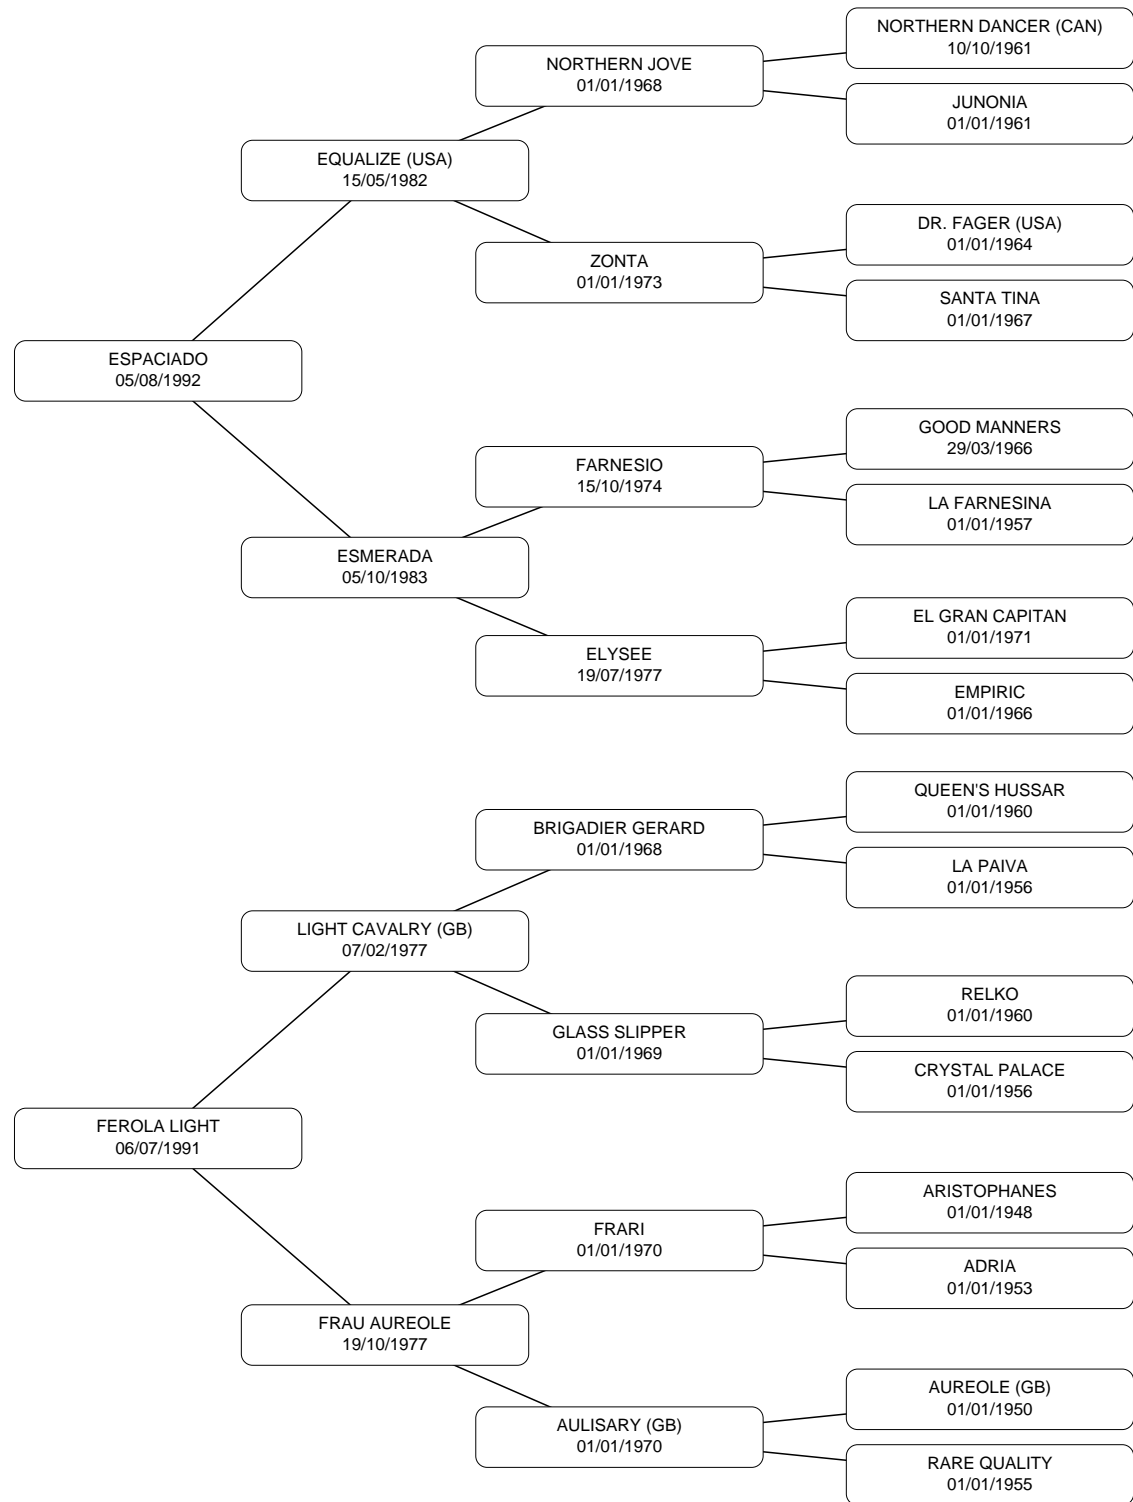 NORTHERN DANCER (CAN)
10/10/1961
NORTHERN JOVE
01/01/1968
JUNONIA
01/01/1961
EQUALIZE (USA)
15/05/1982
DR. FAGER (USA)
01/01/1964
ZONTA
01/01/1973
SANTA TINA
01/01/1967
ESPACIADO
05/08/1992
GOOD MANNERS
29/03/1966
FARNESIO
15/10/1974
LA FARNESINA
01/01/1957
ESMERADA
05/10/1983
EL GRAN CAPITAN
01/01/1971
ELYSEE
19/07/1977
EMPIRIC
01/01/1966
QUEEN'S HUSSAR
01/01/1960
BRIGADIER GERARD
01/01/1968
LA PAIVA
01/01/1956
LIGHT CAVALRY (GB)
07/02/1977
RELKO
01/01/1960
GLASS SLIPPER
01/01/1969
CRYSTAL PALACE
01/01/1956
FEROLA LIGHT
06/07/1991
ARISTOPHANES
01/01/1948
FRARI
01/01/1970
ADRIA
01/01/1953
FRAU AUREOLE
19/10/1977
AUREOLE (GB)
01/01/1950
AULISARY (GB)
01/01/1970
RARE QUALITY
01/01/1955